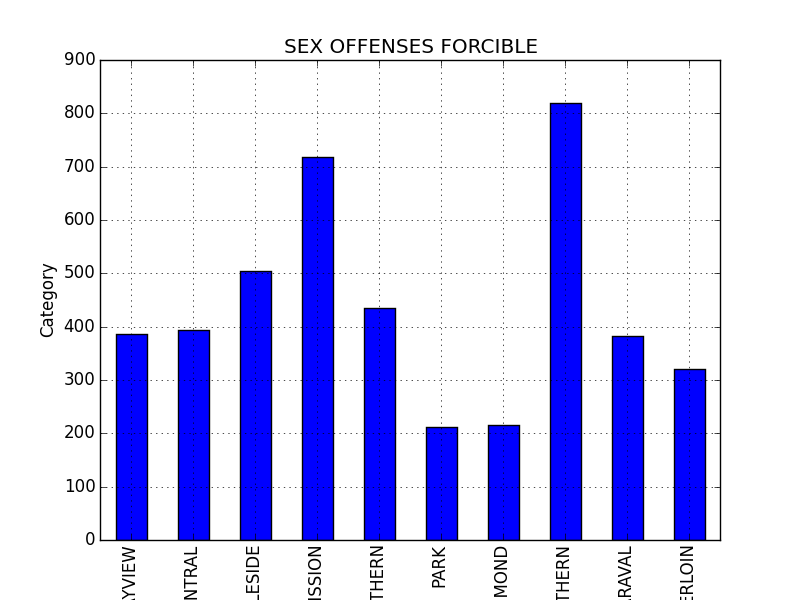 SEX OFFENSES FORCIBLE
900
800
700
600
500
400
300
200
100
0
Category
YVIEW
NTRAL
LESIDE
ISSION
THERN
PARK
MOND
THERN
RAVAL
ERLOIN